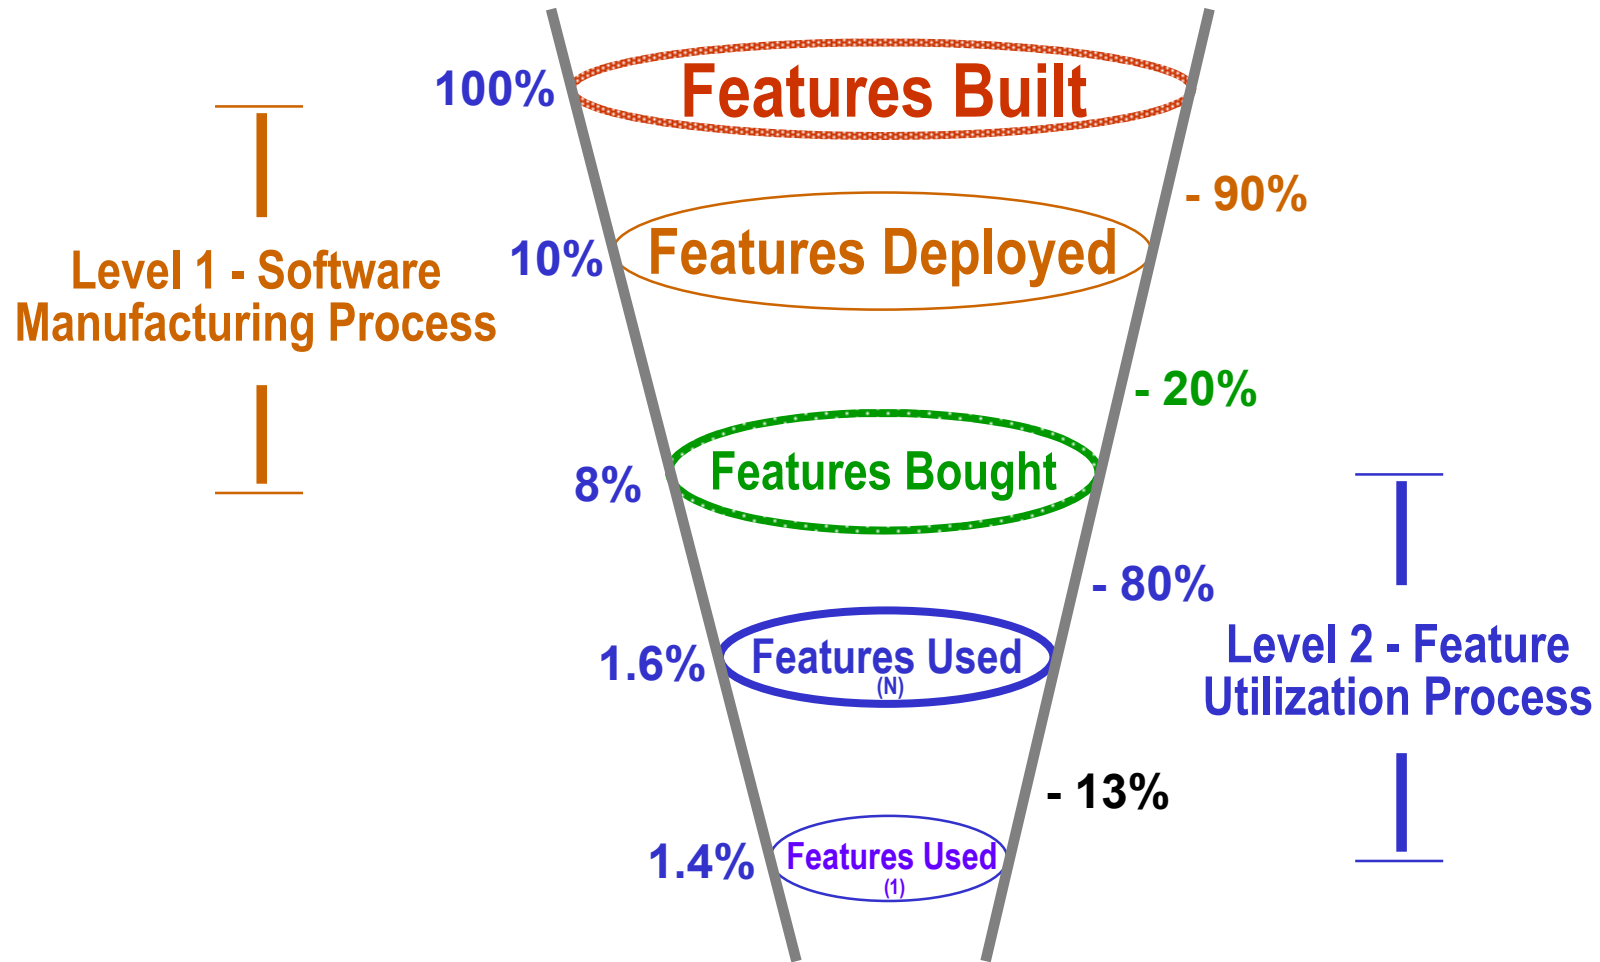 100%
Features Built
- 90%
10%
Features Deployed
Level 1 - Software
Manufacturing Process
- 20%
8%
Features Bought
- 80%
1.6%
Features Used
(N)
Level 2 - Feature
Utilization Process
- 13%
1.4%
Features Used
(1)